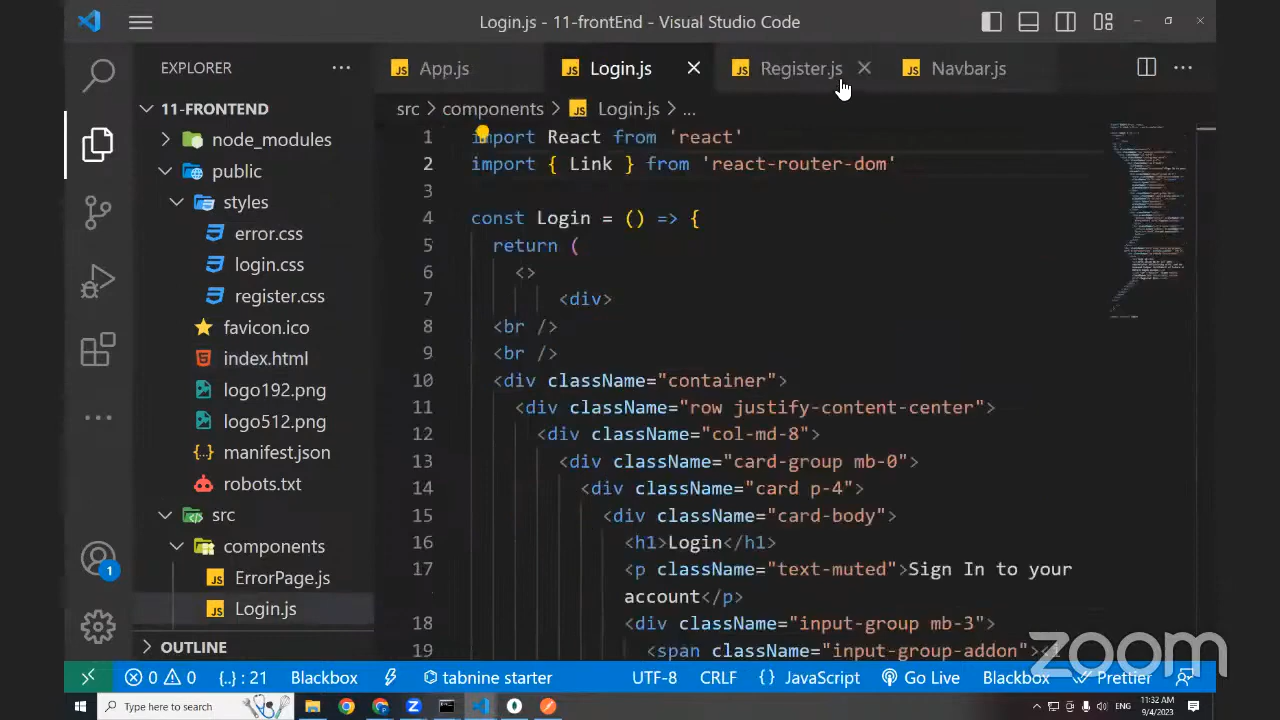 Login.js - 11-frontEnd - Visual Studio Code
EXPLORER
App.js
Login.js
Register.js
Navbar.js
11-FRONTEND
src > components > Login.js > ...
node_modules
public
styles
error.css
login.css
register.css
favicon.ico
index.html
logo192.png
logo512.png
manifest.json
robots.txt
src
components
ErrorPage.js
Login.js
OUTLINE
1 import React from 'react'
2 import { Link } from 'react-router-dom'
3
4 const Login = () => {
5 return (
6 <>
7 <div>
8 <br />
9 <br />
10 <div className="container">
11 <div className="row justify-content-center">
12 <div className="col-md-8">
13 <div className="card-group mb-0">
14 <div className="card p-4">
15 <div className="card-body">
16 <h1>Login</h1>
17 <p className="text-muted">Sign In to your
account</p>
18 <div className="input-group mb-3">
19 <span className="input-group-addon"><i
zoom
1
0 0 {..} : 21 Blackbox tabnine starter UTF-8 CRLF {} JavaScript Go Live Blackbox Prettier
Type here to search
ENG
11:32 AM
9/4/2023